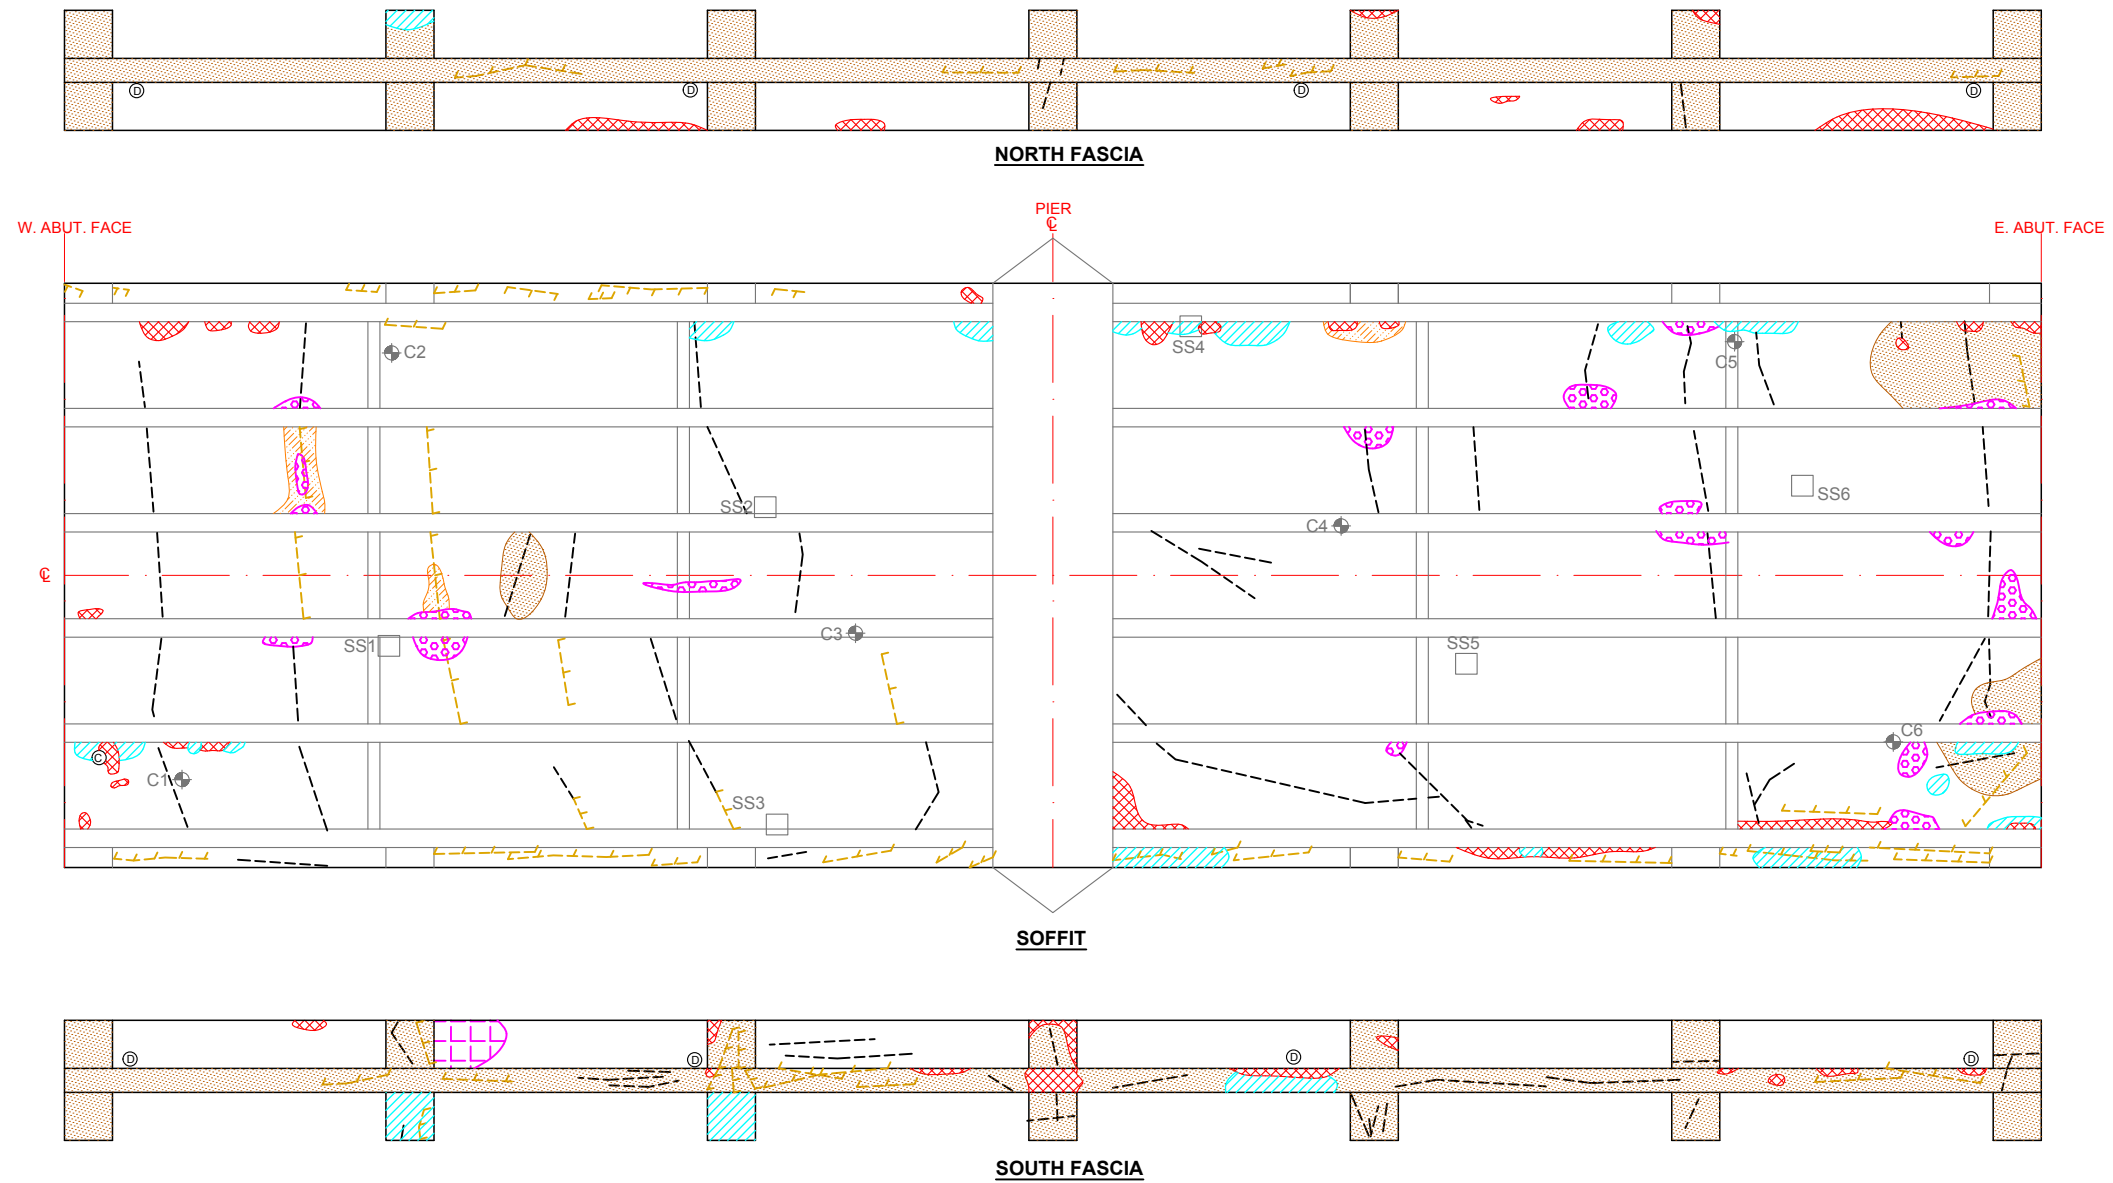 D
D
D
D
NORTH FASCIA
W. ABUT. FACE
PIER
℄
E. ABUT. FACE
C2
SS4
C5
SS2
C4
SS6
℄
SS1
C3
SS5
C
C1
SS3
C6
SOFFIT
D
D
D
D
SOUTH FASCIA